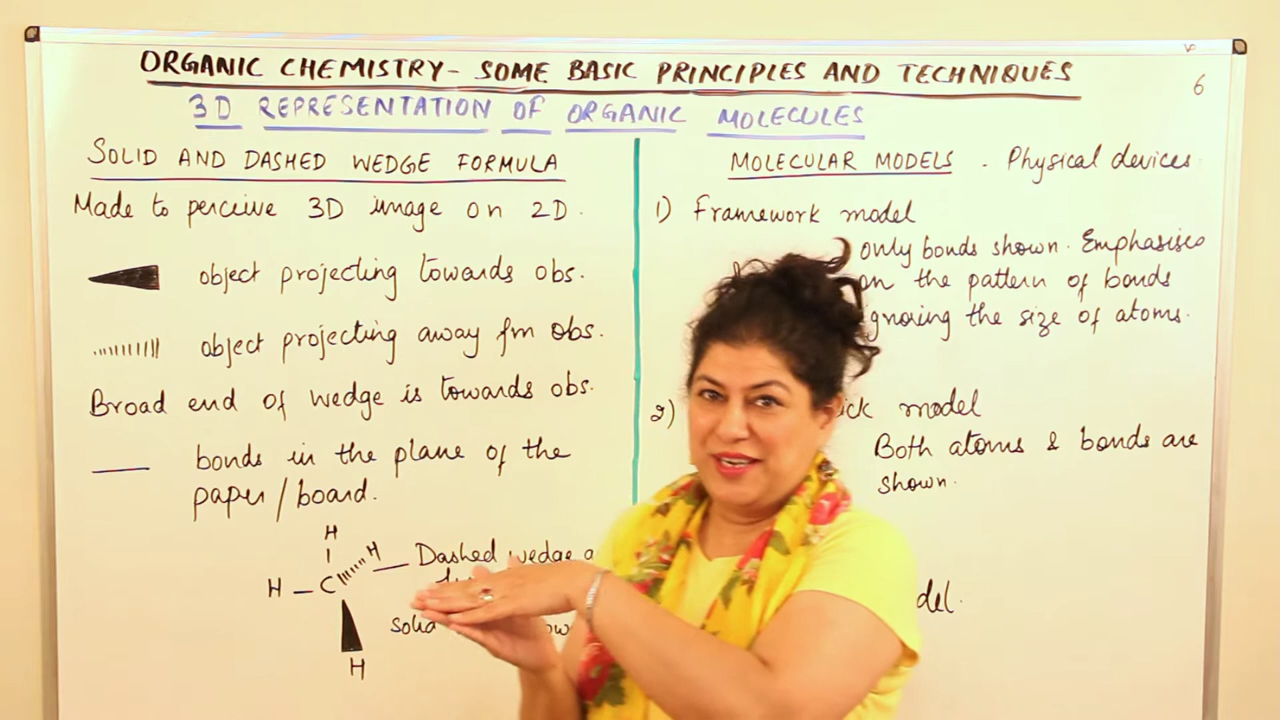 ORGANIC CHEMISTRY- SOME BASIC PRINCIPLES AND TECHNIQUES
6
3D REPRESENTATION OF ORGANIC MOLECULES
SOLID AND DASHED WEDGE FORMULA
Made to perceive 3D image on 2D.
object projecting towards obs.
object projecting away fm obs.
Broad end of wedge is towards obs.
bonds in the plane of the
paper/board.
H
H
H – C
Dashed wedge
solid
H
MOLECULAR MODELS - Physical devices
1) Framework model
only bonds shown. Emphasises
on the pattern of bonds
ignoring the size of atoms.
2) model
Both atoms & bonds are
shown.